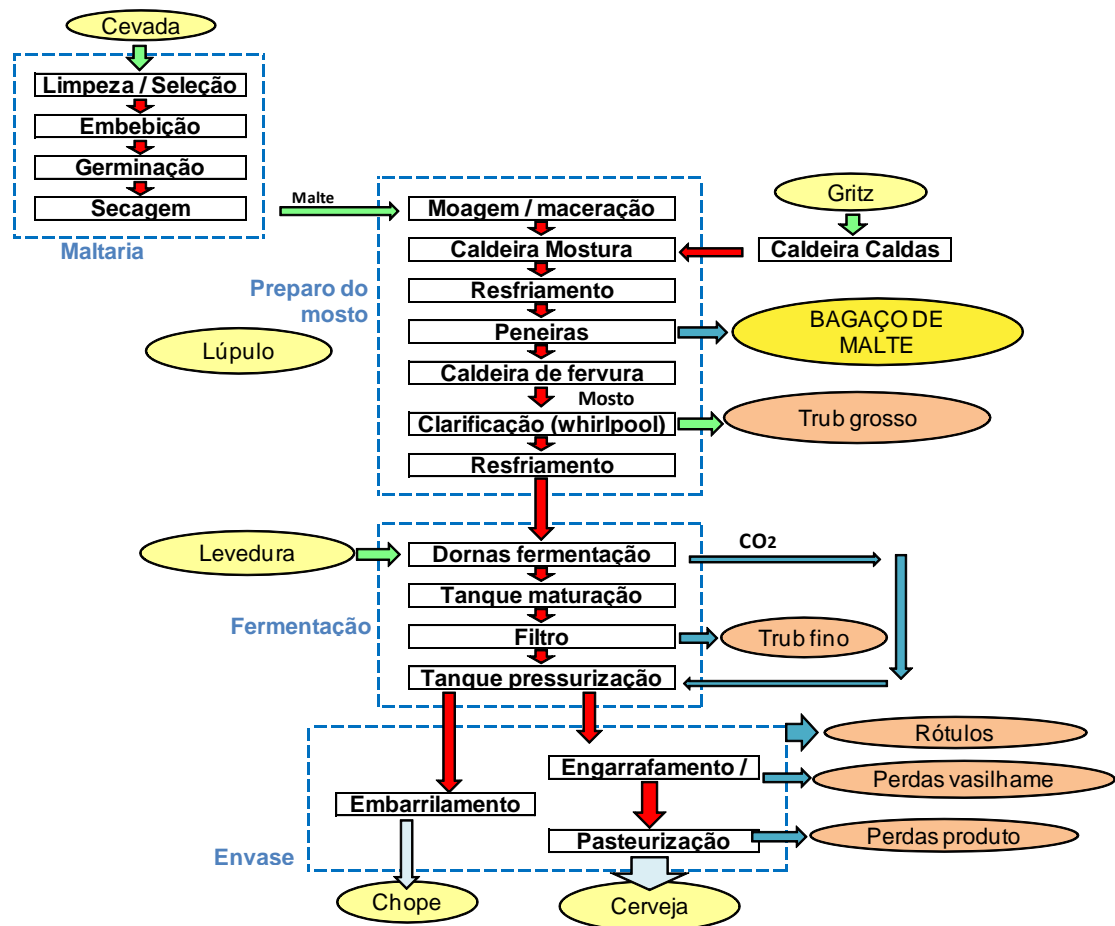 Cevada
Limpeza / Seleção
Embebição
Germinação
Secagem
Maltaria
Malte
Moagem / maceração
Gritz
Caldeira Mostura
Caldeira Caldas
Preparo do
mosto
Resfriamento
Peneiras
BAGAÇO DE
MALTE
Lúpulo
Caldeira de fervura
Mosto
Clarificação (whirlpool)
Trub grosso
Resfriamento
Levedura
Dornas fermentação
CO2
Tanque maturação
Fermentação
Filtro
Trub fino
Tanque pressurização
Rótulos
Engarrafamento /
Perdas vasilhame
Embarrilamento
Pasteurização
Perdas produto
Envase
Chope
Cerveja